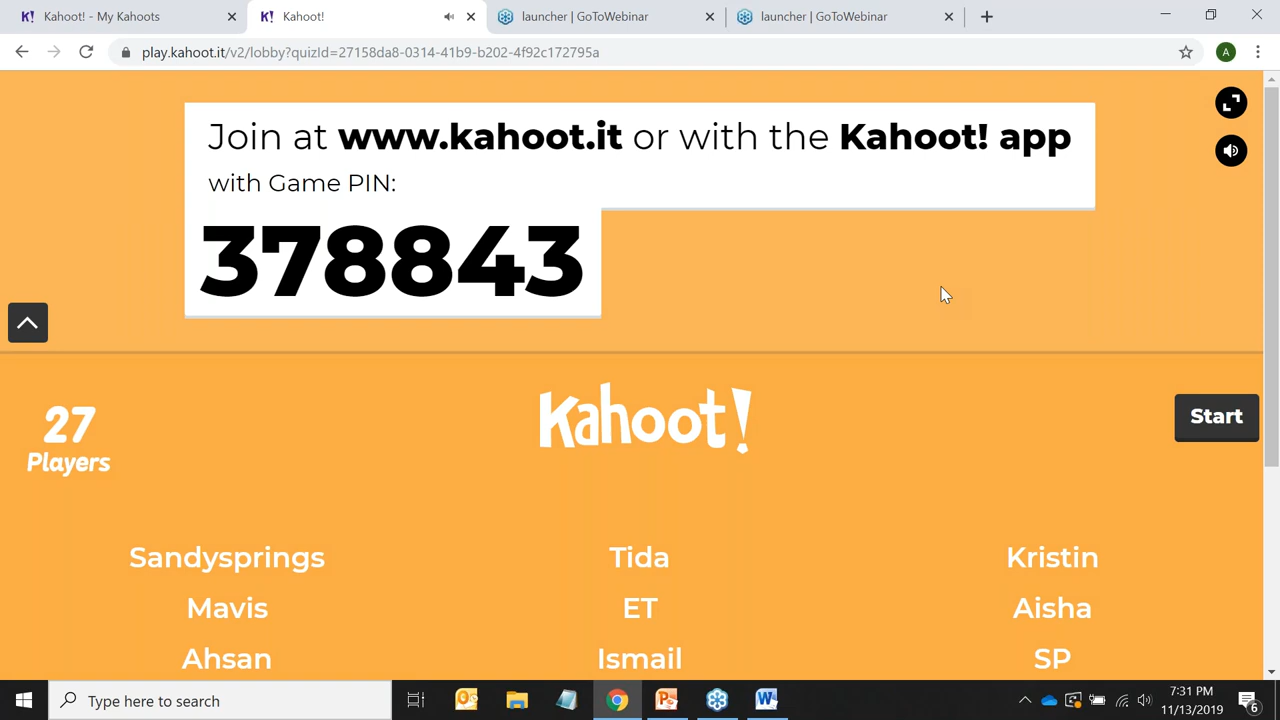 Kahoot! - My Kahoots
Kahoot!
launcher | GoToWebinar
launcher | GoToWebinar
play.kahoot.it/v2/lobby?quizId=27158da8-0314-41b9-b202-4f92c172795a
A
Join at www.kahoot.it or with the Kahoot! app
with Game PIN:
378843
27
Players
Kahoot!
Start
Sandysprings Tida Kristin
Mavis ET Aisha
Ahsan Ismail SP
Type here to search
7:31 PM
11/13/2019
6